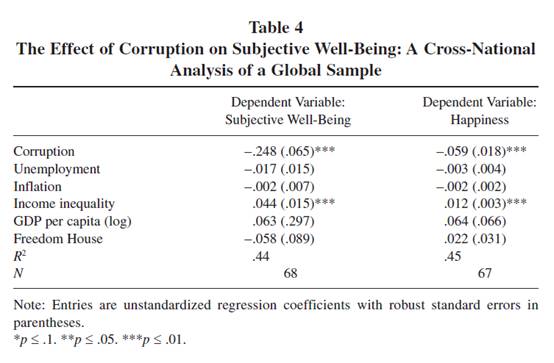 Table 4
The Effect of Corruption on Subjective Well-Being: A Cross-National
Analysis of a Global Sample
Dependent Variable: Dependent Variable:
Subjective Well-Being Happiness
Corruption –.248 (.065)*** –.059 (.018)***
Unemployment –.017 (.015) –.003 (.004)
Inflation –.002 (.007) –.002 (.002)
Income inequality .044 (.015)*** .012 (.003)***
GDP per capita (log) .063 (.297) .064 (.066)
Freedom House –.058 (.089) .022 (.031)
R² .44 .45
N 68 67
Note: Entries are unstandardized regression coefficients with robust standard errors in
parentheses.
*p ≤ .1. **p ≤ .05. ***p ≤ .01.